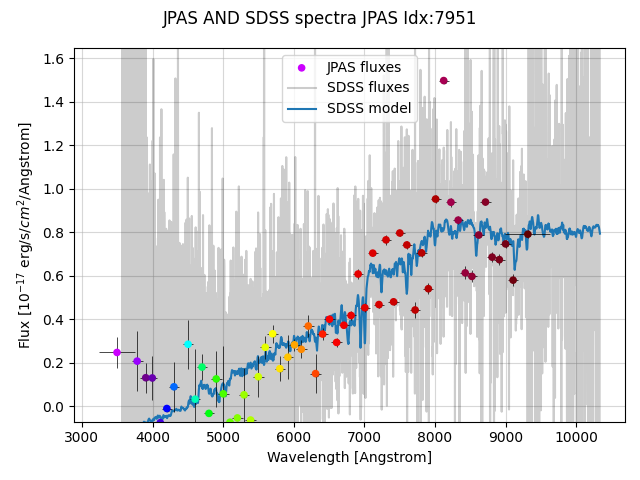 JPAS AND SDSS spectra JPAS Idx:7951
JPAS fluxes
SDSS fluxes
SDSS model
1.6
1.4
1.2
1.0
0.8
0.6
0.4
0.2
0.0
Flux [10⁻¹⁷ erg/s/cm²/Angstrom]
3000 4000 5000 6000 7000 8000 9000 10000
Wavelength [Angstrom]